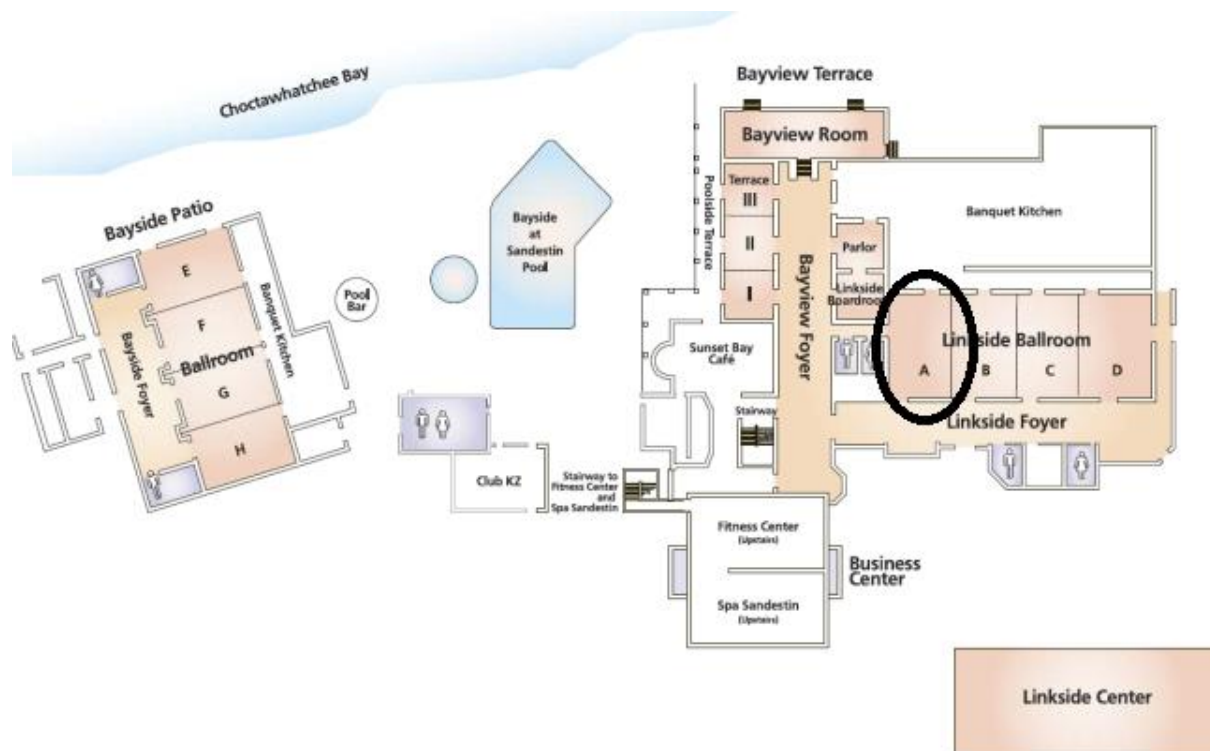 Choctawhatchee Bay
Bayview Terrace
Bayview Room
Terrace
III
II
I
Poolside Terrace
Bayview Foyer
Banquet Kitchen
Parlor
Linkside
Boardroom
Linkside Ballroom
A
B
C
D
Linkside Foyer
Bayside Patio
E
F
Ballroom
G
H
Bayside Foyer
Banquet Kitchen
Pool
Bar
Bayside
at
Sandestin
Pool
Sunset Bay
Café
Stairway
Club KZ
Stairway to
Fitness Center
and
Spa Sandestin
Fitness Center
(Upstairs)
Spa Sandestin
(Upstairs)
Business
Center
Linkside Center